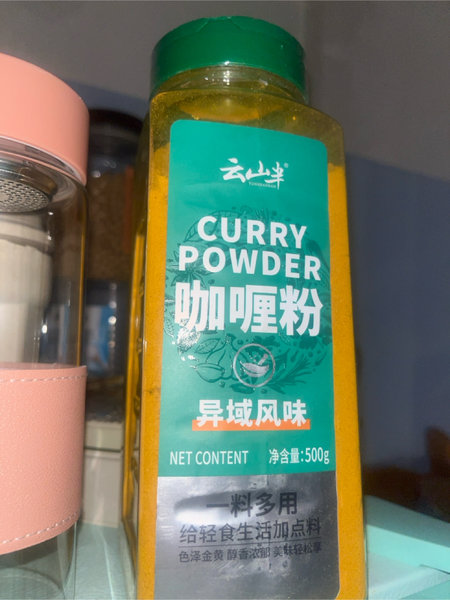 云山半®
YUNSHANBAN
CURRY
POWDER
咖喱粉
异域风味
NET CONTENT 净含量:500g
一料多用
给轻食生活加点料
色泽金黄 醇香浓郁 美味轻松享